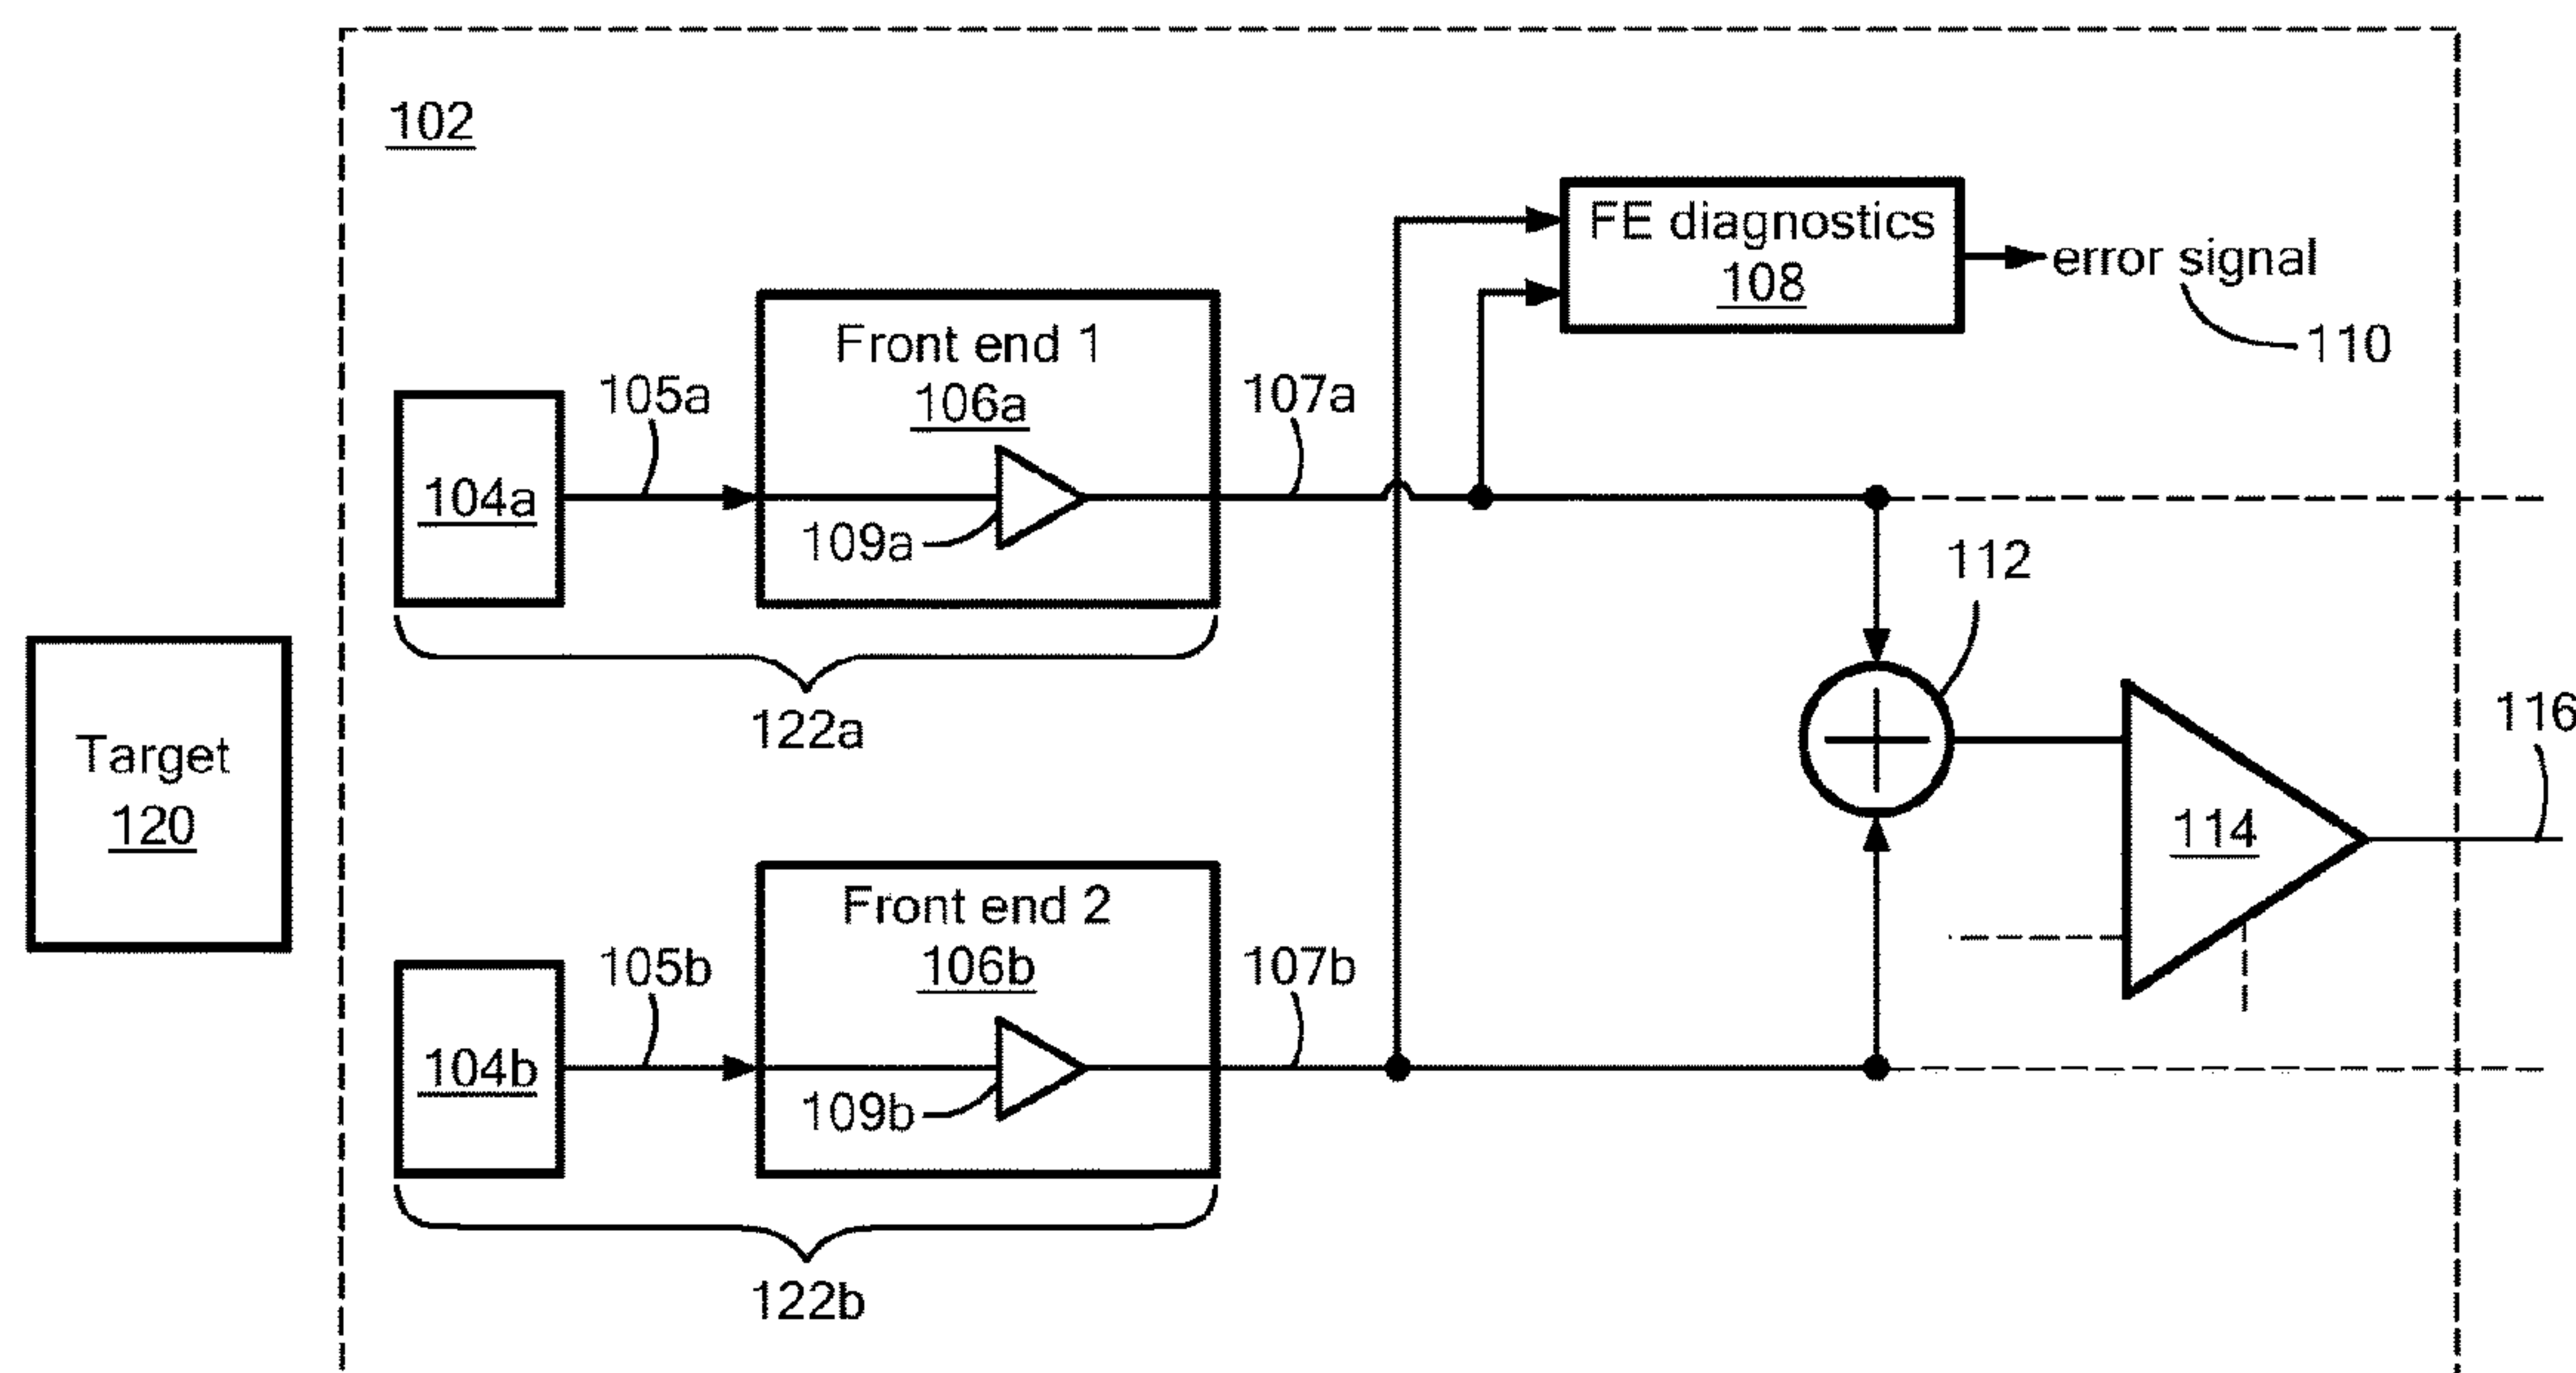 102
FE diagnostics
108
error signal
110
Front end 1
106a
105a
107a
104a
109a
112
122a
116
Target
120
114
Front end 2
106b
105b
107b
104b
109b
122b